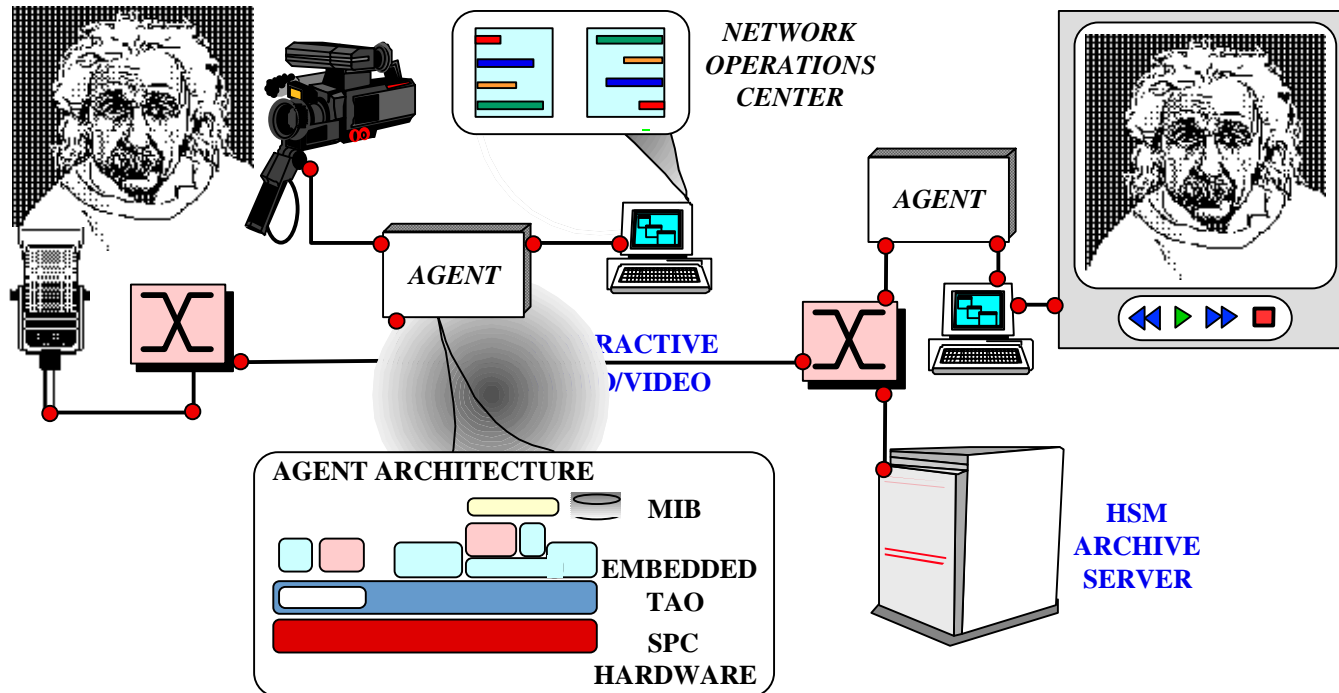 NETWORK
OPERATIONS
CENTER
AGENT
AGENT
RACTIVE
/VIDEO
AGENT ARCHITECTURE
MIB
EMBEDDED
TAO
SPC
HARDWARE
HSM
ARCHIVE
SERVER